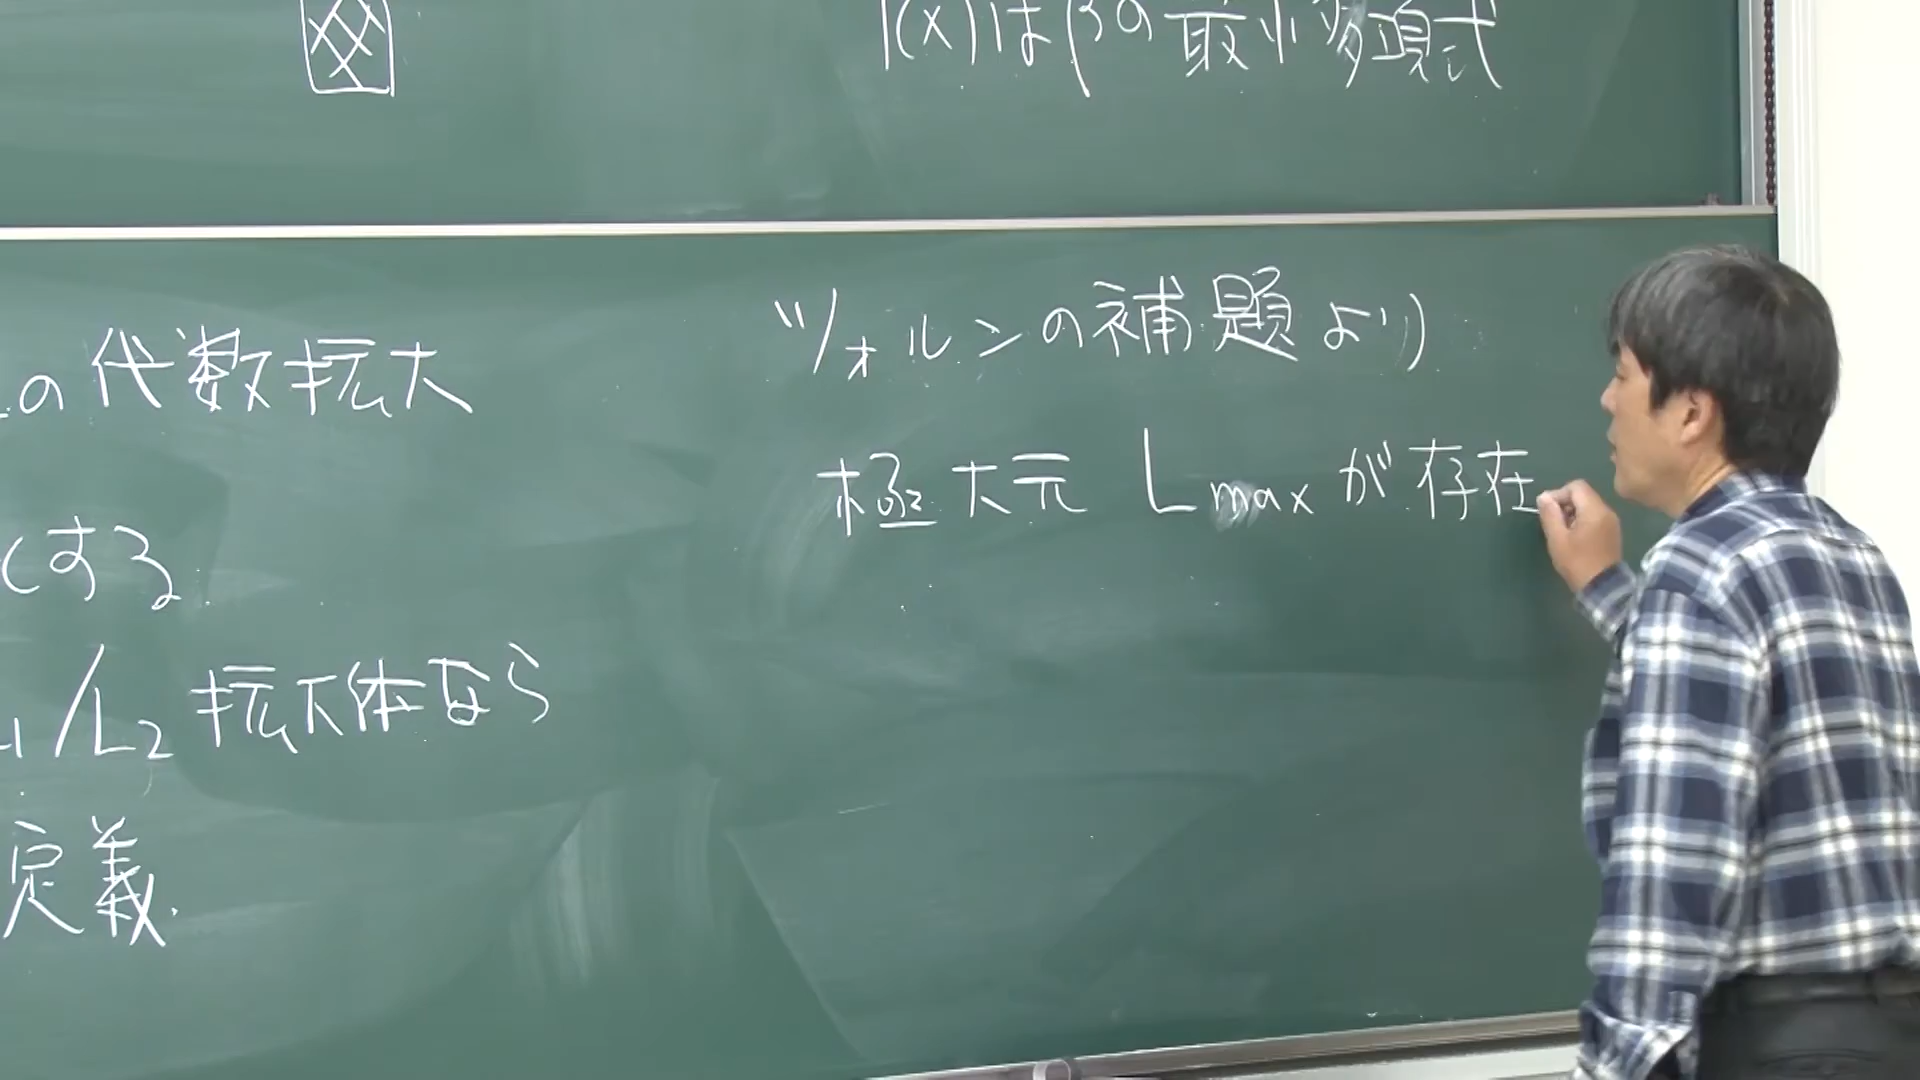 f(x)はβの最小多項式
の代数拡大
とする
/L2 拡大体なら
定義.
ツォルンの補題より
極大元 Lmax が存在